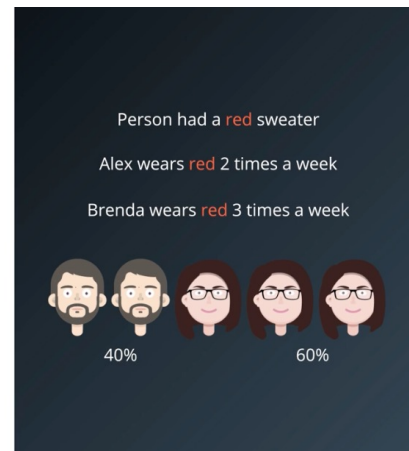 Person had a red sweater
Alex wears red 2 times a week
Brenda wears red 3 times a week
40% 60%